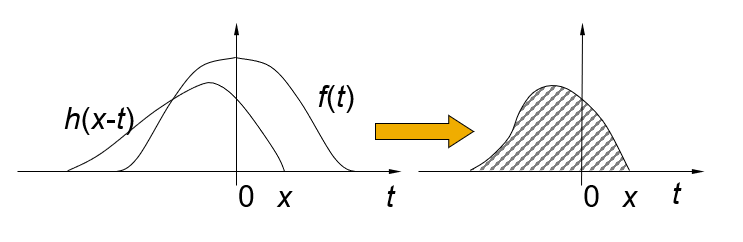 f(t)
h(x-t)
0 x t
0 x t